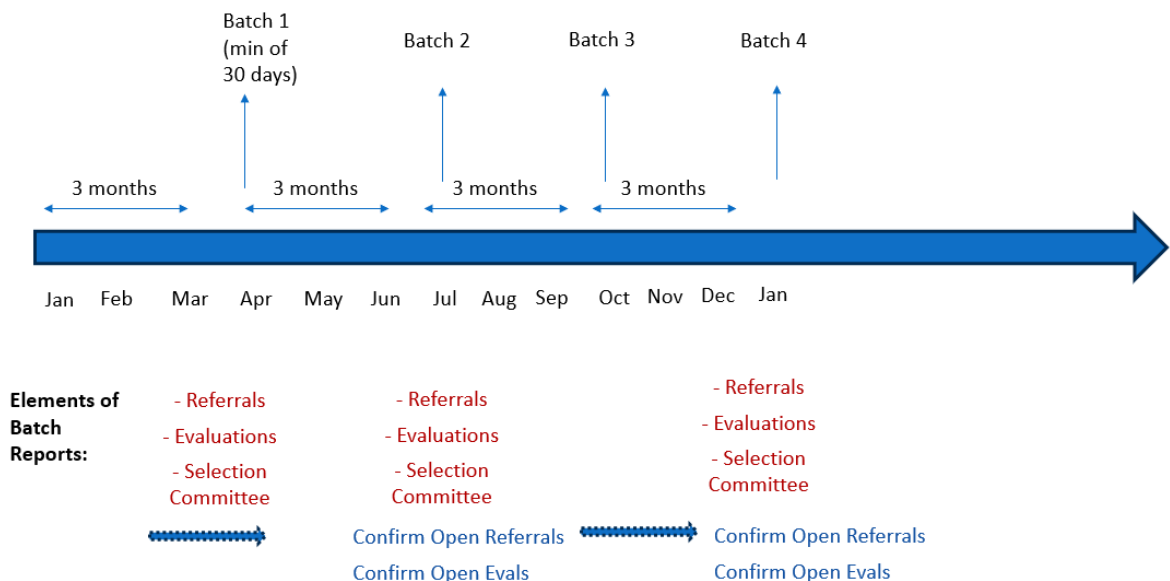 Batch 1
(min of
30 days)
Batch 2
Batch 3
Batch 4
3 months
3 months
3 months
3 months
Jan
Feb
Mar
Apr
May
Jun
Jul
Aug
Sep
Oct
Nov
Dec
Jan
Elements of
Batch
Reports:
- Referrals
- Evaluations
- Selection
Committee
- Referrals
- Evaluations
- Selection
Committee
Confirm Open Referrals
Confirm Open Evals
- Referrals
- Evaluations
- Selection
Committee
Confirm Open Referrals
Confirm Open Evals